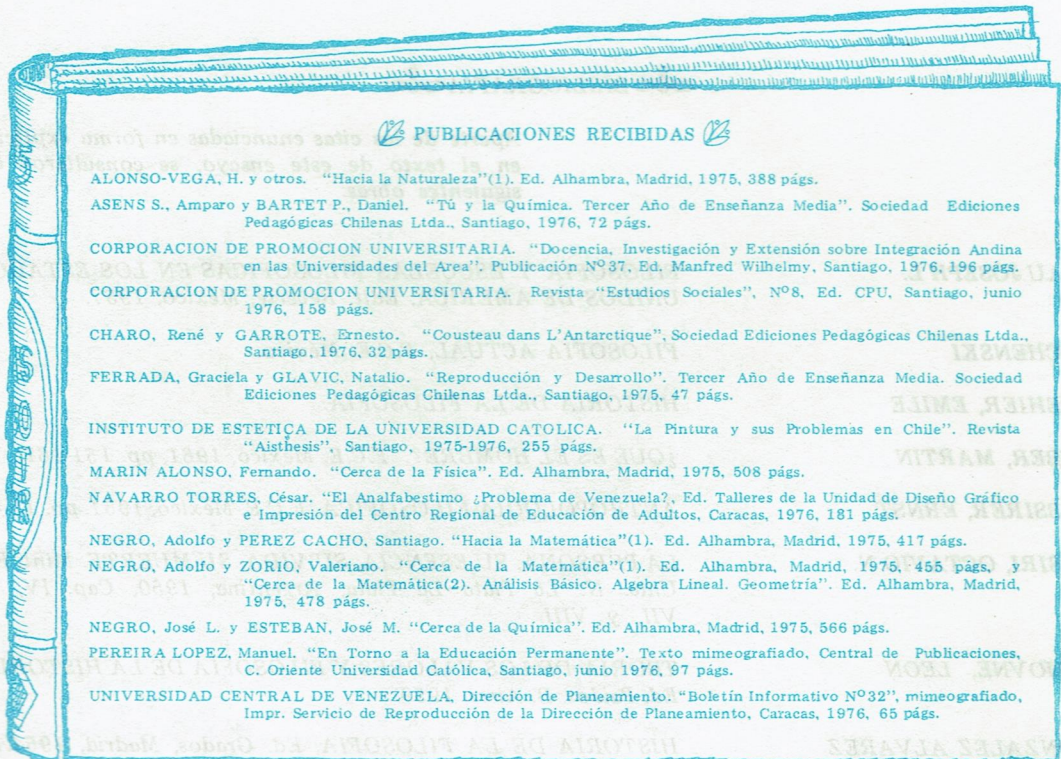 PUBLICACIONES RECIBIDAS
ALONSO-VEGA, H. y otros. "Hacia la Naturaleza"(1). Ed. Alhambra, Madrid, 1975, 388 págs.
ASENS S., Amparo y BARTET P., Daniel. "Tú y la Química. Tercer Año de Enseñanza Media". Sociedad Ediciones
Pedagógicas Chilenas Ltda., Santiago, 1976, 72 págs.
CORPORACION DE PROMOCION UNIVERSITARIA. "Docencia, Investigación y Extensión sobre Integración Andina
en las Universidades del Area". Publicación Nº37. Ed. Manfred Wilhelmy, Santiago, 1976, 196 págs.
CORPORACION DE PROMOCION UNIVERSITARIA. Revista "Estudios Sociales", Nº8, Ed. CPU, Santiago, junio
1976, 158 págs.
CHARO, René y GARROTE, Ernesto. "Cousteau dans L'Antarctique", Sociedad Ediciones Pedagógicas Chilenas Ltda.,
Santiago, 1976, 32 págs.
FERRADA, Graciela y GLAVIC, Natalio. "Reproducción y Desarrollo". Tercer Año de Enseñanza Media. Sociedad
Ediciones Pedagógicas Chilenas Ltda., Santiago, 1975, 47 págs.
INSTITUTO DE ESTETICA DE LA UNIVERSIDAD CATOLICA. "La Pintura y sus Problemas en Chile". Revista
"Aisthesis", Santiago, 1975-1976, 255 págs.
MARIN ALONSO, Fernando. "Cerca de la Física". Ed. Alhambra, Madrid, 1975, 508 págs.
NAVARRO TORRES, César. "El Analfabestimo ¿Problema de Venezuela?, Ed. Talleres de la Unidad de Diseño Gráfico
e Impresión del Centro Regional de Educación de Adultos, Caracas, 1976, 181 págs.
NEGRO, Adolfo y PEREZ CACHO, Santiago. "Hacia la Matemática"(1). Ed. Alhambra, Madrid, 1975, 417 págs.
NEGRO, Adolfo y ZORIO, Valeriano. "Cerca de la Matemática"(1). Ed. Alhambra, Madrid, 1975, 455 págs, y
"Cerca de la Matemática(2). Análisis Básico. Algebra Lineal. Geometría". Ed. Alhambra, Madrid,
1975, 478 págs.
NEGRO, José L. y ESTEBAN, José M. "Cerca de la Química". Ed. Alhambra, Madrid, 1975, 566 págs.
PEREIRA LOPEZ, Manuel. "En Torno a la Educación Permanente". Texto mimeografiado, Central de Publicaciones,
C. Oriente Universidad Católica, Santiago, junio 1976, 97 págs.
UNIVERSIDAD CENTRAL DE VENEZUELA, Dirección de Planeamiento. "Boletín Informativo Nº32", mimeografiado,
Impr. Servicio de Reproducción de la Dirección de Planeamiento, Caracas, 1976, 65 págs.